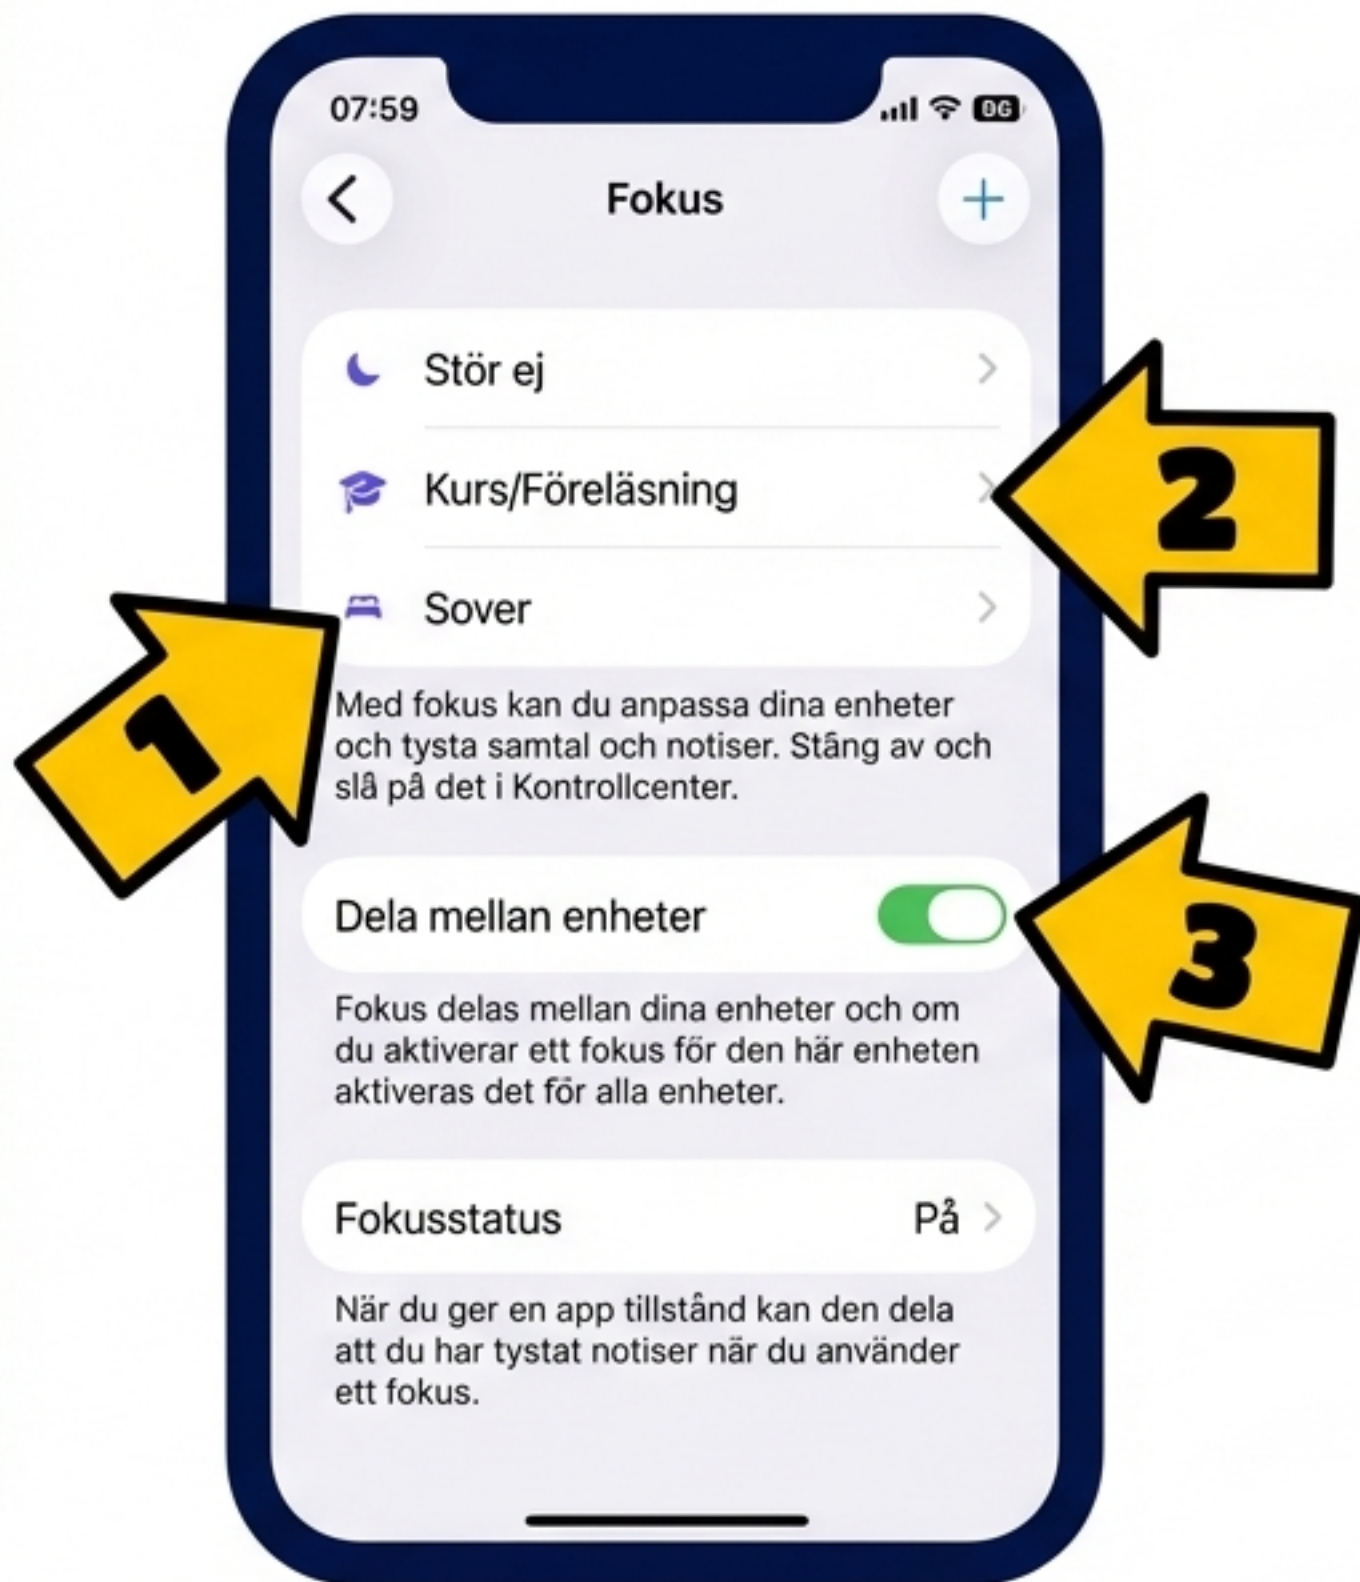 07:59
Fokus
Stör ej
Kurs/Föreläsning
2
Sover
1
Med fokus kan du anpassa dina enheter
och tysta samtal och notiser. Stâng av och
slâ pâ det i Kontrollcenter.
Dela mellan enheter
3
Fokus delas mellan dina enheter och om
du aktiverar ett fokus för den här enheten
aktiveras det för alla enheter.
Fokusstatus
På
När du ger en app tillstånd kan den dela
att du har tystat notiser när du använder
ett fokus.